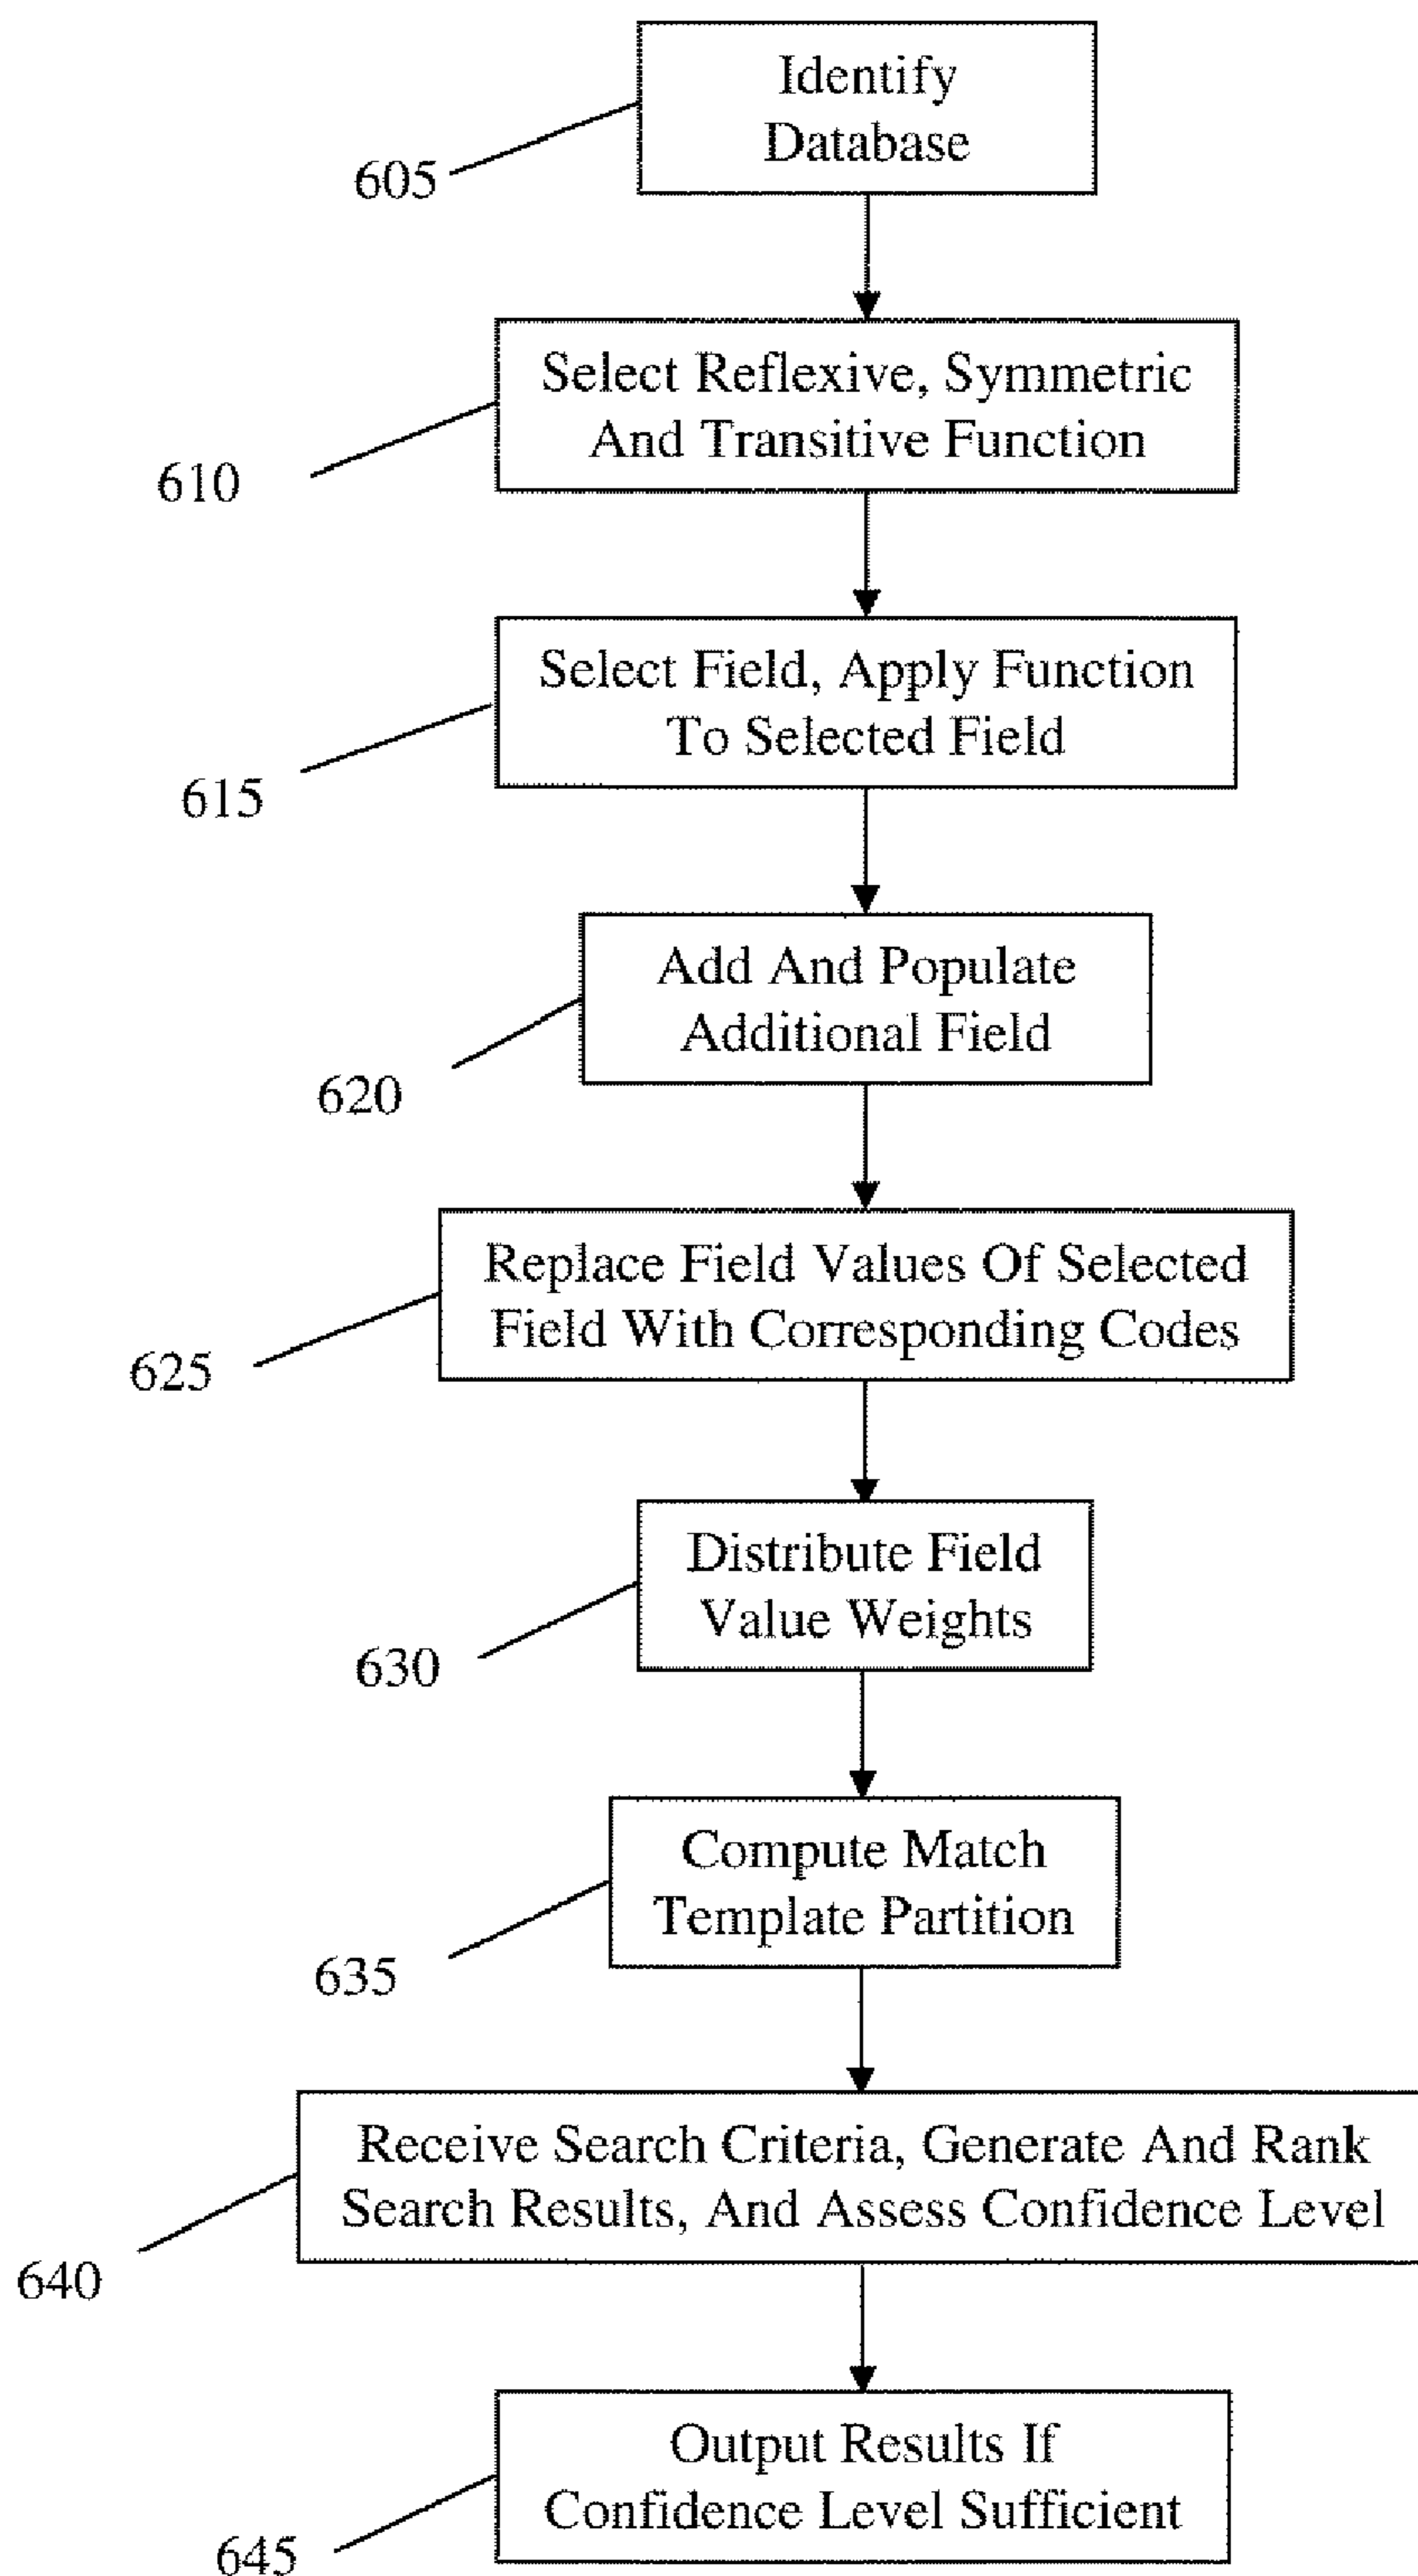 Identify
Database
605
Select Reflexive, Symmetric
And Transitive Function
610
Select Field, Apply Function
To Selected Field
615
Add And Populate
Additional Field
620
Replace Field Values Of Selected
Field With Corresponding Codes
625
Distribute Field
Value Weights
630
Compute Match
Template Partition
635
Receive Search Criteria, Generate And Rank
Search Results, And Assess Confidence Level
640
Output Results If
Confidence Level Sufficient
645